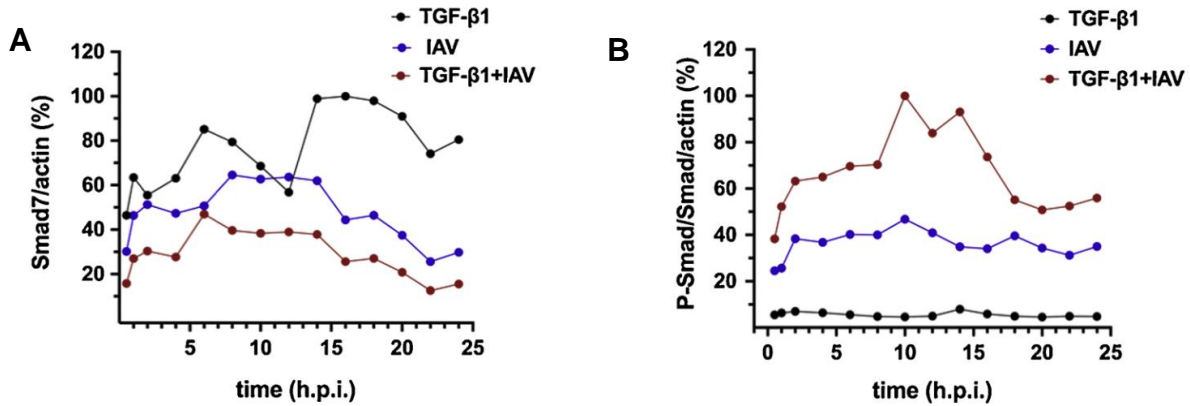 A
TGF-β1
IAV
TGF-β1+IAV
Smad7/actin (%)
120
100
80
60
40
20
5 10 15 20 25
time (h.p.i.)
B
TGF-β1
IAV
TGF-β1+IAV
P-Smad/Smad/actin (%)
120
100
80
60
40
20
0 5 10 15 20 25
time (h.p.i.)